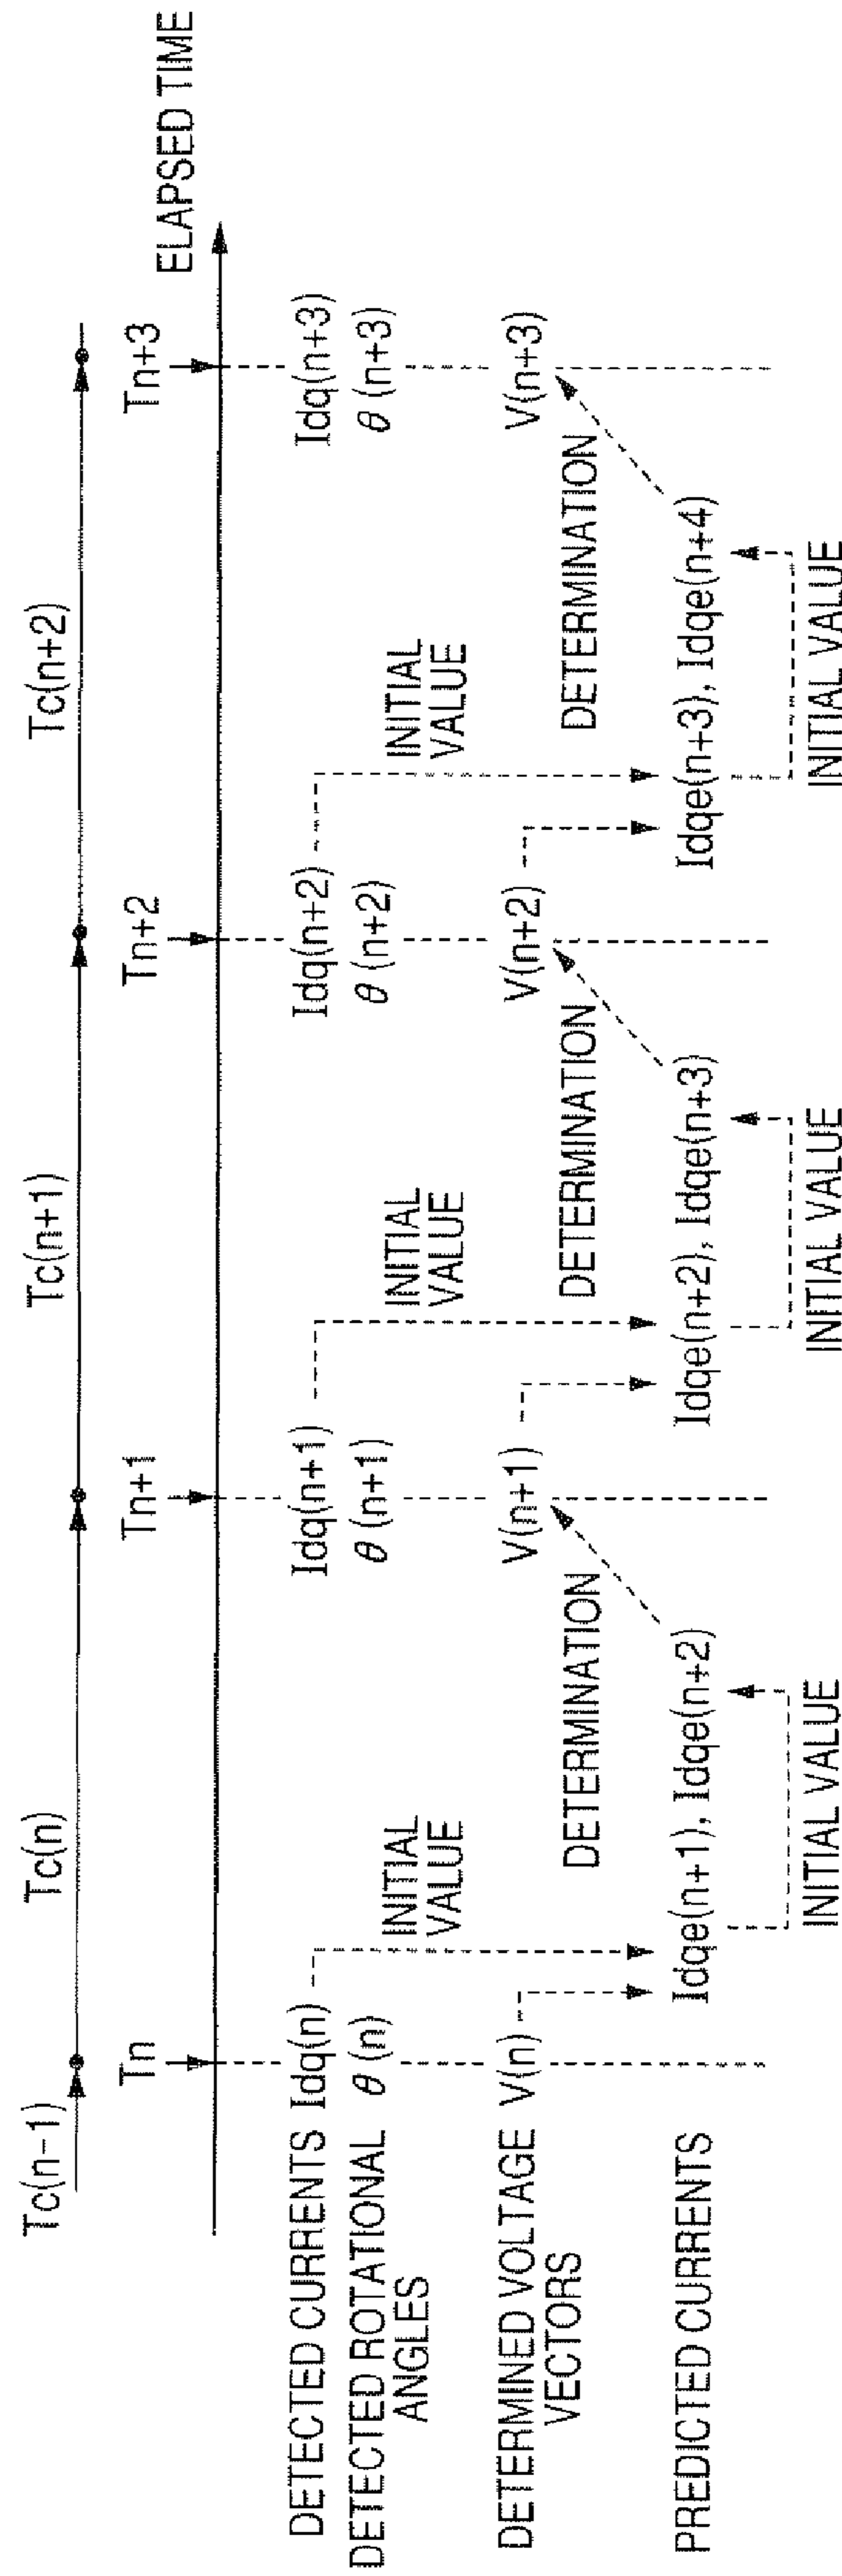 Tc(n-1)
Tc(n)
Tc(n+1)
Tc(n+2)
Tn
Tn+1
Tn+2
Tn+3
ELAPSED TIME
DETECTED CURRENTS
Idq(n)
Idq(n+1)
Idq(n+2)
Idq(n+3)
DETECTED ROTATIONAL
ANGLES
θ (n)
θ (n+1)
θ (n+2)
θ (n+3)
INITIAL
VALUE
INITIAL
VALUE
INITIAL
VALUE
DETERMINED VOLTAGE
VECTORS
V(n)
V(n+1)
V(n+2)
V(n+3)
DETERMINATION
DETERMINATION
DETERMINATION
PREDICTED CURRENTS
Idqe(n+1), Idqe(n+2)
Idqe(n+2), Idqe(n+3)
Idqe(n+3), Idqe(n+4)
INITIAL VALUE
INITIAL VALUE
INITIAL VALUE